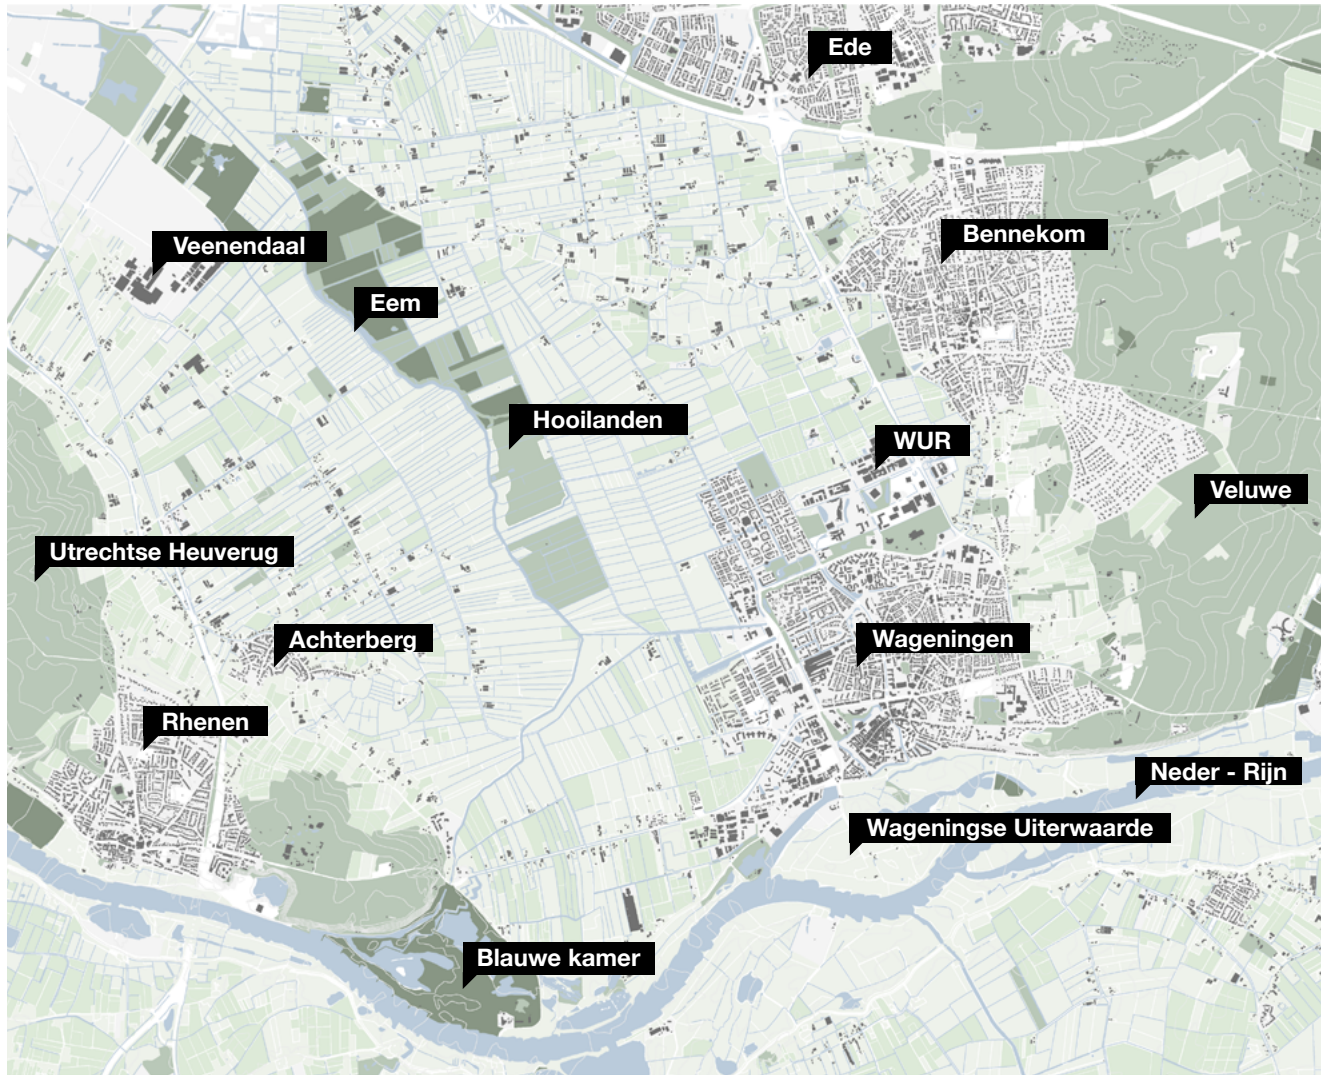 Ede
Veenendaal
Bennekom
Eem
Hooilanden
WUR
Veluwe
Utrechtse Heuverug
Achterberg
Wageningen
Rhenen
Neder - Rijn
Wageningse Uiterwaarde
Blauwe kamer